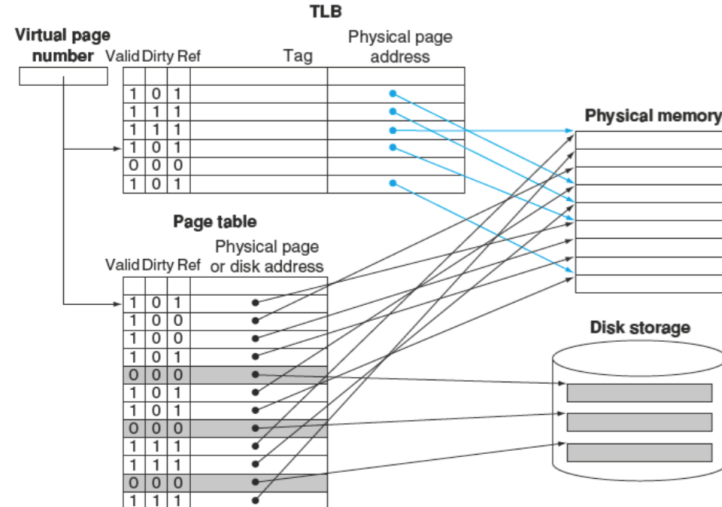 TLB
Virtual page number
Valid Dirty Ref Tag Physical page address
1 0 1
1 1 1
1 1 1
1 0 1
0 0 0
1 0 1
Physical memory
Page table
Valid Dirty Ref Physical page or disk address
1 0 1
1 0 0
1 0 0
1 0 1
0 0 0
1 0 1
1 0 1
0 0 0
1 1 1
1 1 1
0 0 0
1 1 1
Disk storage